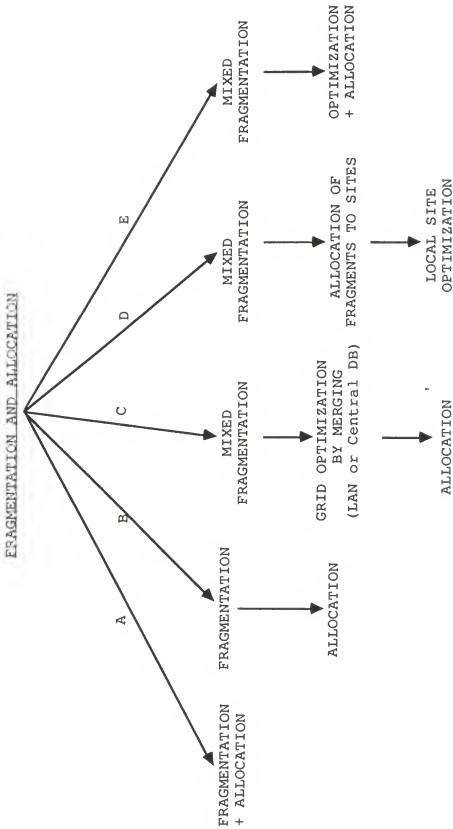 FRAGMENTATION AND ALLOCATION
A
B
C
D
E
FRAGMENTATION
+ ALLOCATION
FRAGMENTATION
ALLOCATION
MIXED
FRAGMENTATION
GRID OPTIMIZATION
BY MERGING
(LAN or Central DB)
ALLOCATION
MIXED
FRAGMENTATION
ALLOCATION OF
FRAGMENTS TO SITES
LOCAL SITE
OPTIMIZATION
MIXED
FRAGMENTATION
OPTIMIZATION
+ ALLOCATION